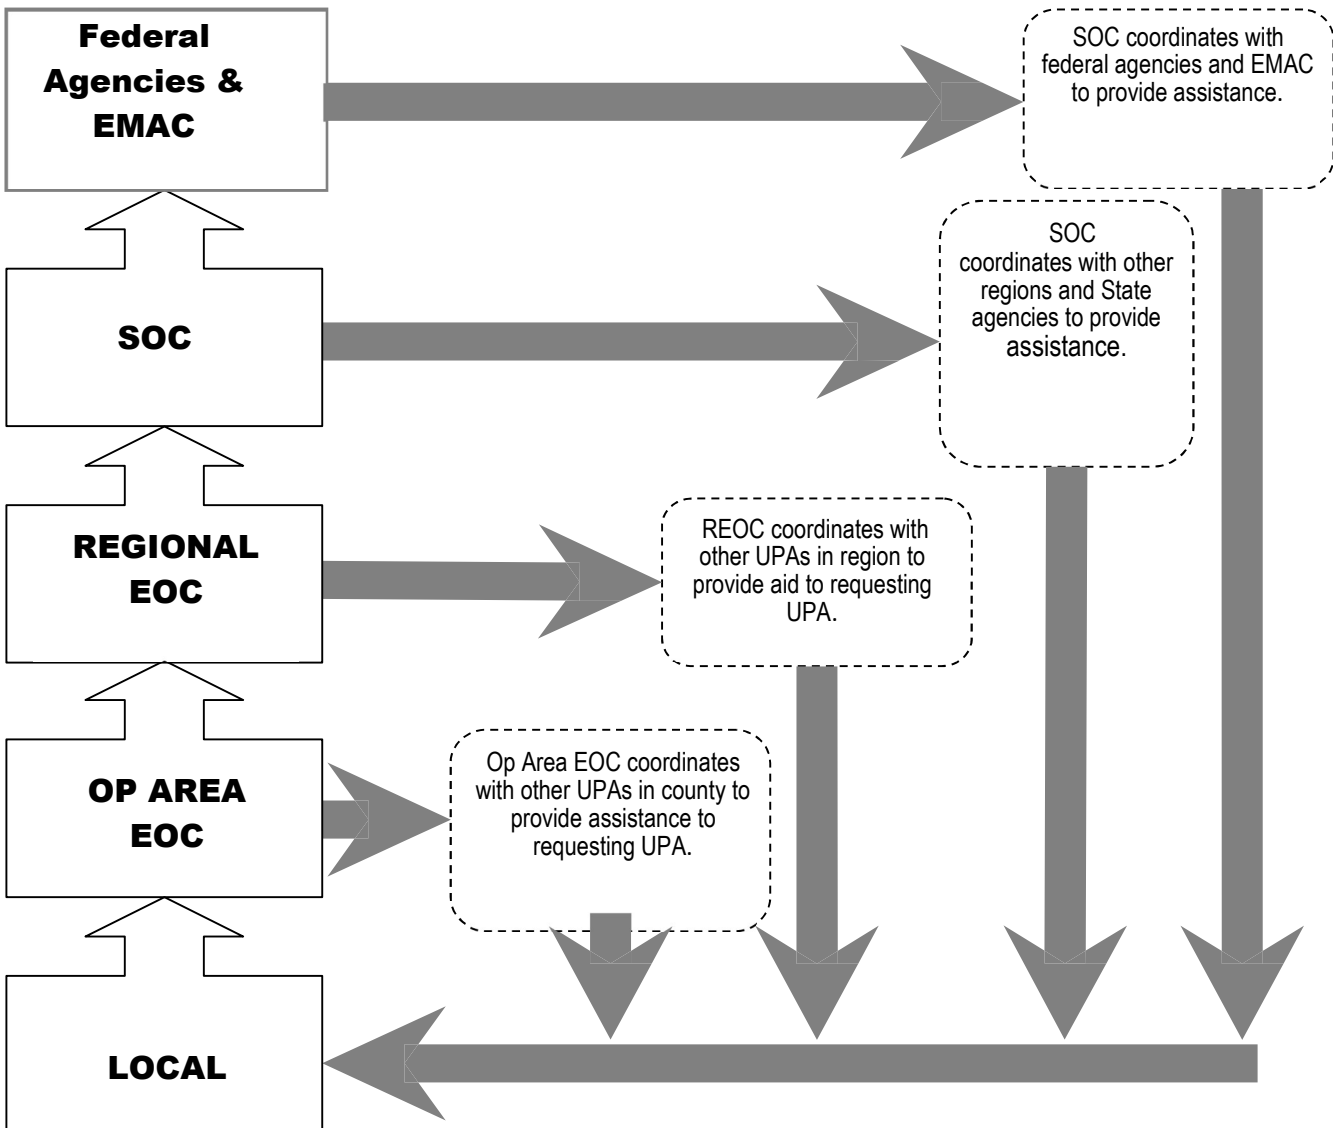 Federal
Agencies &
EMAC
SOC coordinates with
federal agencies and EMAC
to provide assistance.
SOC
SOC
coordinates with other
regions and State
agencies to provide
assistance.
REGIONAL
EOC
REOC coordinates with
other UPAs in region to
provide aid to requesting
UPA.
OP AREA
EOC
Op Area EOC coordinates
with other UPAs in county to
provide assistance to
requesting UPA.
LOCAL